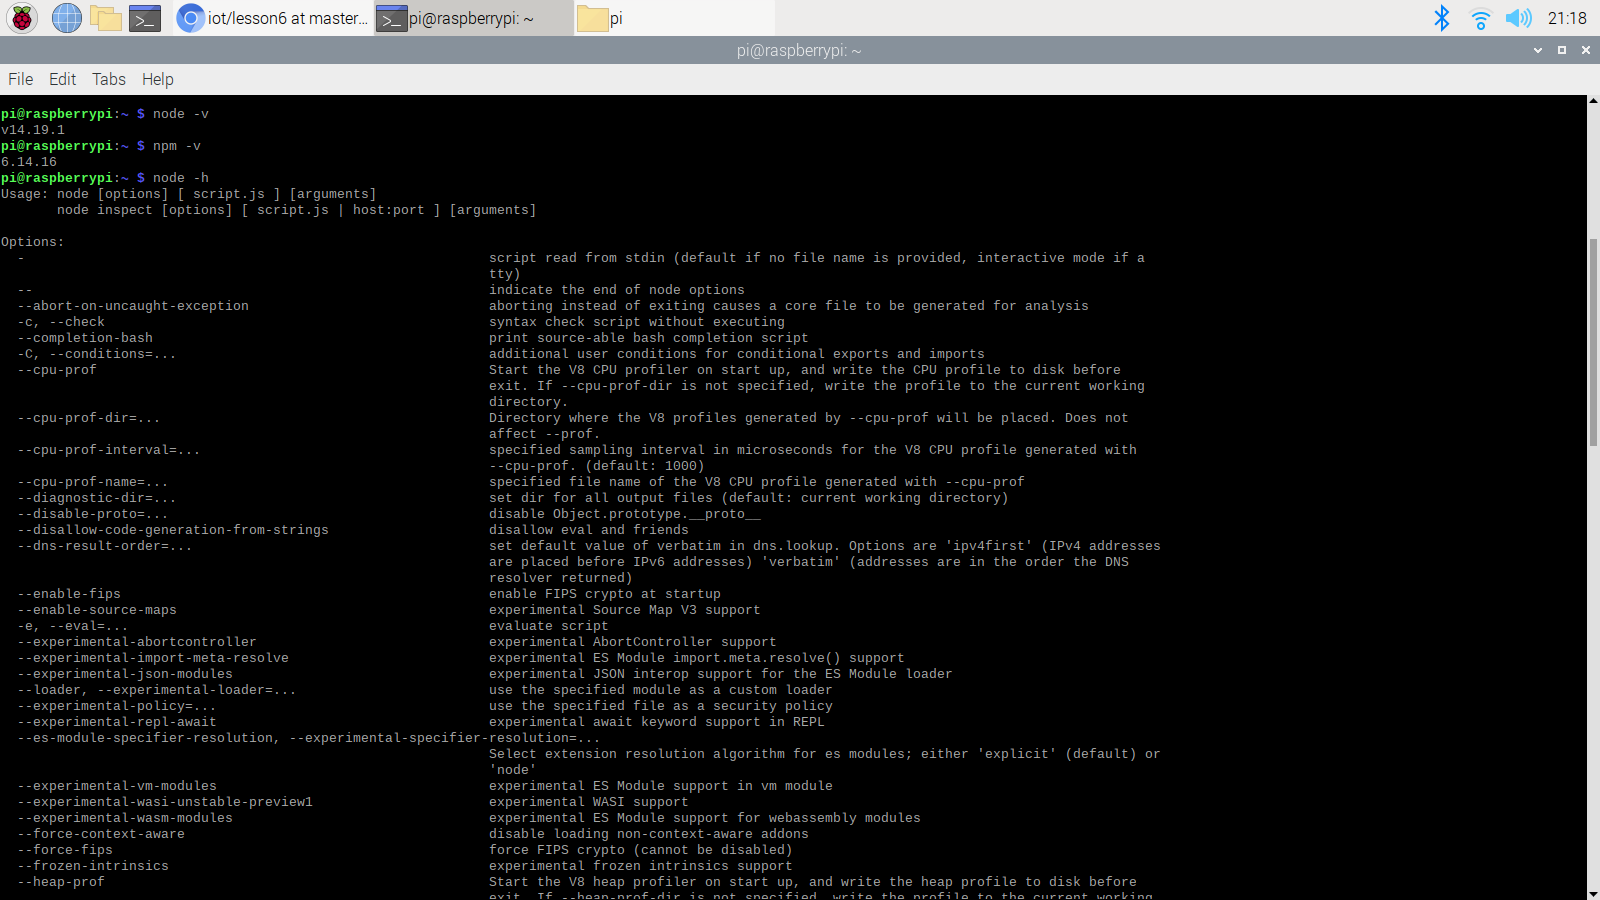 iot/lesson6 at master...
pi@raspberrypi: ~
pi
21:18
pi@raspberrypi: ~
File Edit Tabs Help
pi@raspberrypi:~ $ node -v
v14.19.1
pi@raspberrypi:~ $ npm -v
6.14.16
pi@raspberrypi:~ $ node -h
Usage: node [options] [ script.js ] [arguments]
       node inspect [options] [ script.js | host:port ] [arguments]
Options:
  -                                                          script read from stdin (default if no file name is provided, interactive mode if a
                                                             tty)
  --                                                         indicate the end of node options
  --abort-on-uncaught-exception                              aborting instead of exiting causes a core file to be generated for analysis
  -c, --check                                                syntax check script without executing
  --completion-bash                                          print source-able bash completion script
  -C, --conditions=...                                       additional user conditions for conditional exports and imports
  --cpu-prof                                                 Start the V8 CPU profiler on start up, and write the CPU profile to disk before
                                                             exit. If --cpu-prof-dir is not specified, write the profile to the current working
                                                             directory.
  --cpu-prof-dir=...                                         Directory where the V8 profiles generated by --cpu-prof will be placed. Does not
                                                             affect --prof.
  --cpu-prof-interval=...                                    specified sampling interval in microseconds for the V8 CPU profile generated with
                                                             --cpu-prof. (default: 1000)
  --cpu-prof-name=...                                        specified file name of the V8 CPU profile generated with --cpu-prof
  --diagnostic-dir=...                                       set dir for all output files (default: current working directory)
  --disable-proto=...                                        disable Object.prototype.__proto__
  --disallow-code-generation-from-strings                    disallow eval and friends
  --dns-result-order=...                                     set default value of verbatim in dns.lookup. Options are 'ipv4first' (IPv4 addresses
                                                             are placed before IPv6 addresses) 'verbatim' (addresses are in the order the DNS
                                                             resolver returned)
  --enable-fips                                              enable FIPS crypto at startup
  --enable-source-maps                                       experimental Source Map V3 support
  -e, --eval=...                                             evaluate script
  --experimental-abortcontroller                             experimental AbortController support
  --experimental-import-meta-resolve                         experimental ES Module import.meta.resolve() support
  --experimental-json-modules                                experimental JSON interop support for the ES Module loader
  --loader, --experimental-loader=...                        use the specified module as a custom loader
  --experimental-policy=...                                  use the specified file as a security policy
  --experimental-repl-await                                  experimental await keyword support in REPL
  --es-module-specifier-resolution, --experimental-specifier-resolution=...
                                                             Select extension resolution algorithm for es modules; either 'explicit' (default) or
                                                             'node'
  --experimental-vm-modules                                  experimental ES Module support in vm module
  --experimental-wasi-unstable-preview1                      experimental WASI support
  --experimental-wasm-modules                                experimental ES Module support for webassembly modules
  --force-context-aware                                      disable loading non-context-aware addons
  --force-fips                                               force FIPS crypto (cannot be disabled)
  --frozen-intrinsics                                        experimental frozen intrinsics support
  --heap-prof                                                Start the V8 heap profiler on start up, and write the heap profile to disk before
                                                             exit. If --heap-prof-dir is not specified, write the profile to the current working